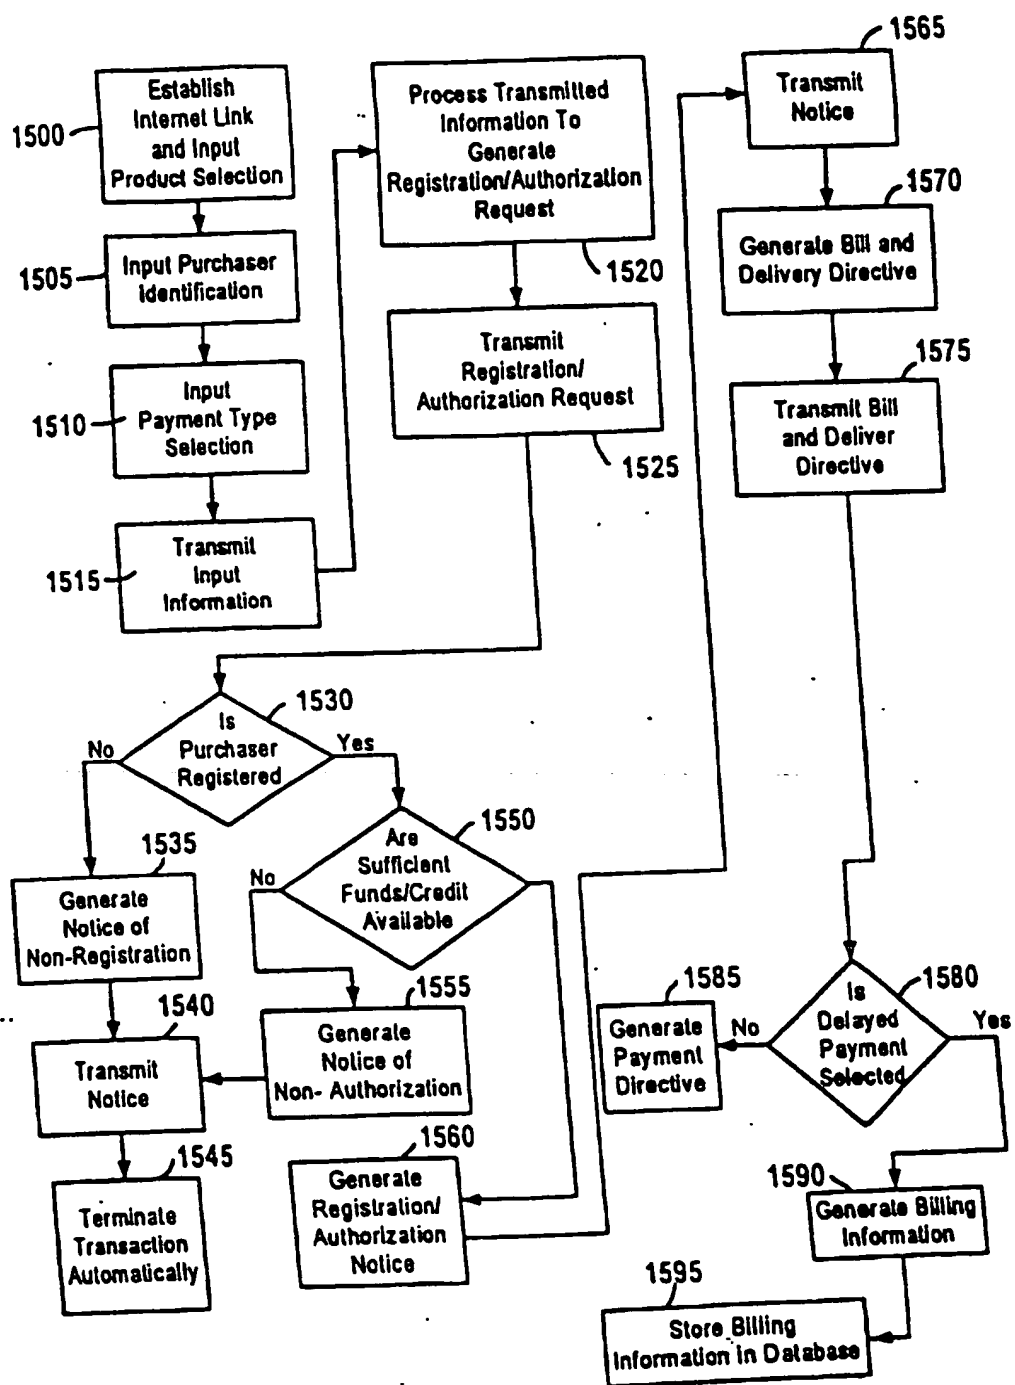 1500
Establish
Internet Link
and Input
Product Selection
1505
Input Purchaser
Identification
1510
Input
Payment Type
Selection
1515
Transmit
Input
Information
Process Transmitted
Information To
Generate
Registration/Authorization
Request
1520
Transmit
Registration/
Authorization Request
1525
1530
Is
Purchaser
Registered
No
Yes
1535
Generate
Notice of
Non-Registration
1540
Transmit
Notice
1545
Terminate
Transaction
Automatically
1550
Are
Sufficient
Funds/Credit
Available
No
1555
Generate
Notice of
Non- Authorization
1560
Generate
Registration/
Authorization
Notice
1565
Transmit
Notice
1570
Generate Bill and
Delivery Directive
1575
Transmit Bill
and Deliver
Directive
1580
Is
Delayed
Payment
Selected
No
Yes
1585
Generate
Payment
Directive
1590
Generate Billing
Information
1595
Store Billing
Information in Database